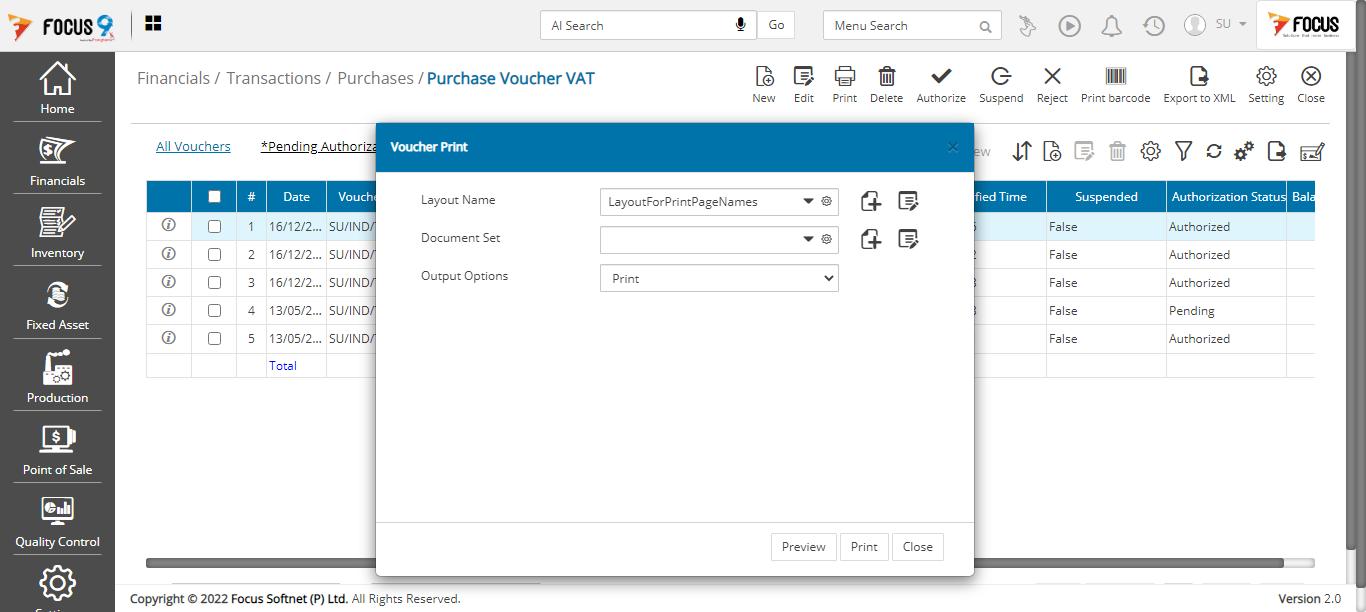 FOCUS 9
AI Search
Go
Menu Search
SU
FOCUS
Home
Financials
Inventory
Fixed Asset
Production
Point of Sale
Quality Control
Financials / Transactions / Purchases / Purchase Voucher VAT
New Edit Print Delete Authorize Suspend Reject Print barcode Export to XML Setting Close
All Vouchers *Pending Authoriza
# Date Vouche fied Time Suspended Authorization Status Bala
1 16/12/2... SU/IND/ False Authorized
2 16/12/2... SU/IND/ False Authorized
3 16/12/2... SU/IND/ False Authorized
4 13/05/2... SU/IND/ False Pending
5 13/05/2... SU/IND/ False Authorized
Total
Voucher Print
×
Layout Name LayoutForPrintPageNames
Document Set
Output Options Print
Preview Print Close
Copyright © 2022 Focus Softnet (P) Ltd. All Rights Reserved.
Version 2.0